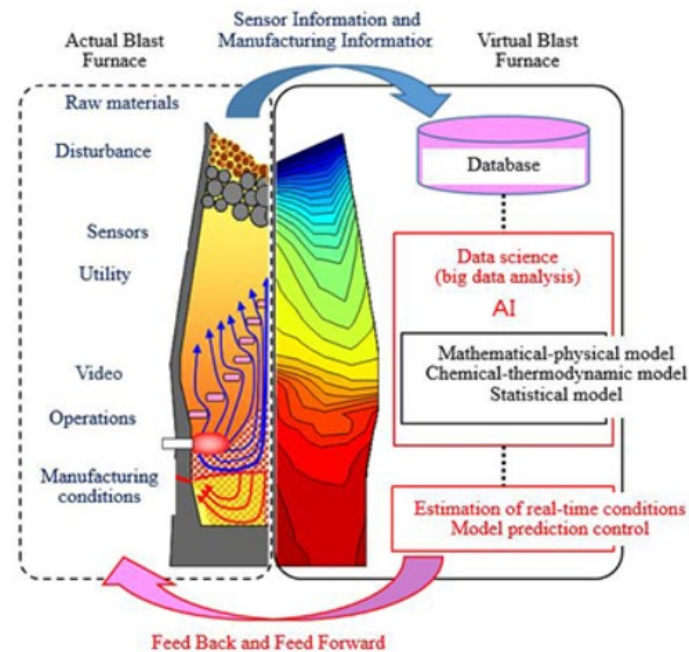 Actual Blast
Furnace
Sensor Information and
Manufacturing Information
Virtual Blast
Furnace
Raw materials
Disturbance
Sensors
Utility
Video
Operations
Manufacturing
conditions
Database
Data science
(big data analysis)
AI
Mathematical-physical model
Chemical-thermodynamic model
Statistical model
Estimation of real-time conditions
Model prediction control
Feed Back and Feed Forward